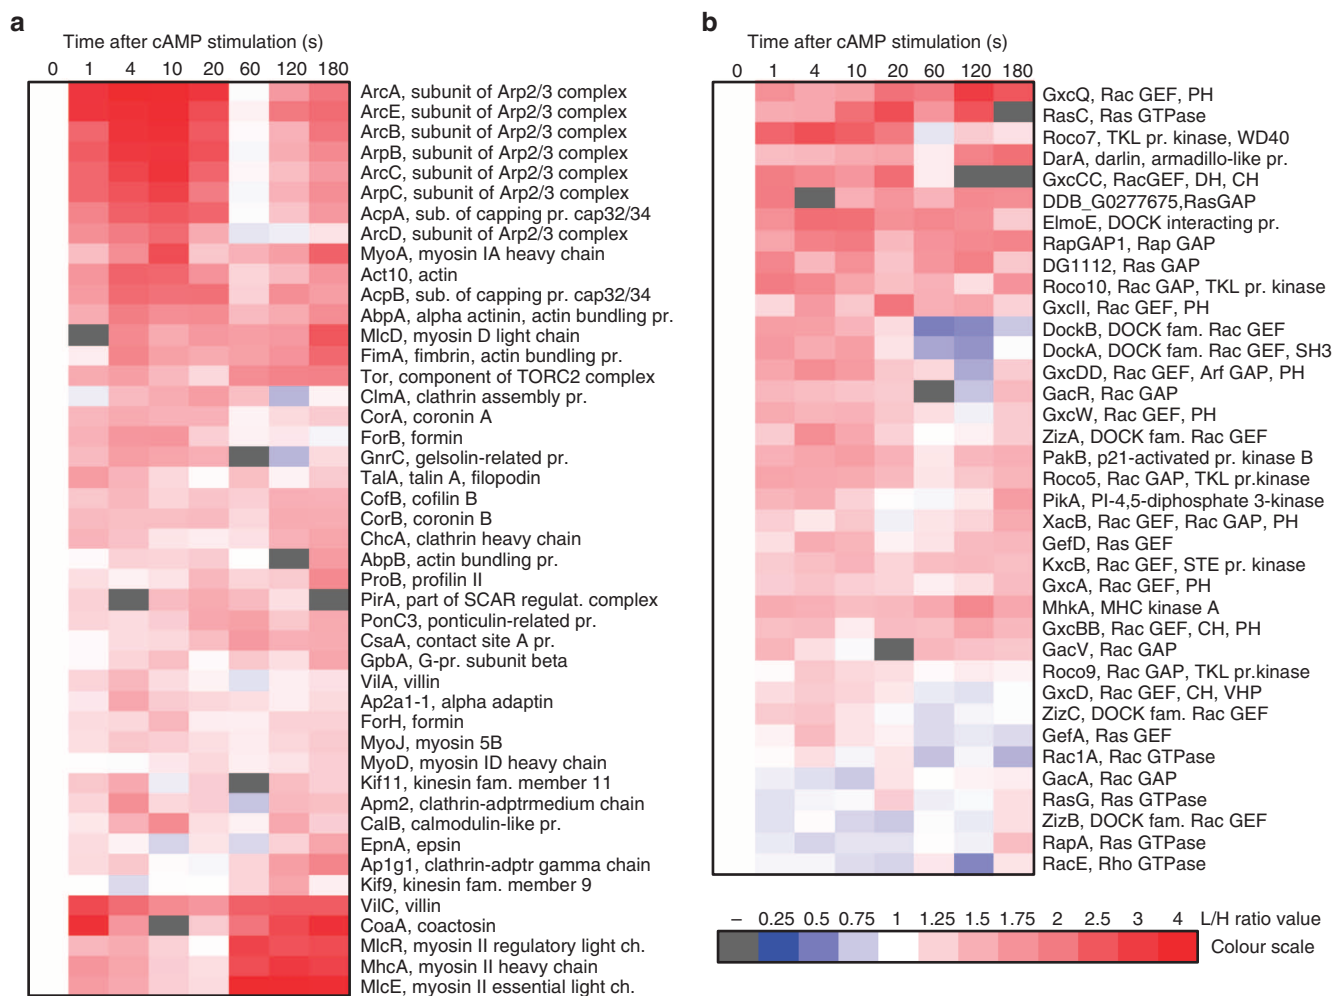 a
Time after cAMP stimulation (s)
0 1 4 10 20 60 120 180
ArcA, subunit of Arp2/3 complex
ArcE, subunit of Arp2/3 complex
ArcB, subunit of Arp2/3 complex
ArpB, subunit of Arp2/3 complex
ArcC, subunit of Arp2/3 complex
ArpC, subunit of Arp2/3 complex
AcpA, sub. of capping pr. cap32/34
ArcD, subunit of Arp2/3 complex
MyoA, myosin IA heavy chain
Act10, actin
AcpB, sub. of capping pr. cap32/34
AbpA, alpha actinin, actin bundling pr.
MlcD, myosin D light chain
FimA, fimbrin, actin bundling pr.
Tor, component of TORC2 complex
ClmA, clathrin assembly pr.
CorA, coronin A
ForB, formin
GnrC, gelsolin-related pr.
TalA, talin A, filopodin
CofB, cofilin B
CorB, coronin B
ChcA, clathrin heavy chain
AbpB, actin bundling pr.
ProB, profilin II
PirA, part of SCAR regulat. complex
PonC3, ponticulin-related pr.
CsaA, contact site A pr.
GpbA, G-pr. subunit beta
VilA, villin
Ap2a1-1, alpha adaptin
ForH, formin
MyoJ, myosin 5B
MyoD, myosin ID heavy chain
Kif11, kinesin fam. member 11
Apm2, clathrin-adptrmedium chain
CalB, calmodulin-like pr.
EpnA, epsin
Ap1g1, clathrin-adptr gamma chain
Kif9, kinesin fam. member 9
VilC, villin
CoaA, coactosin
MlcR, myosin II regulatory light ch.
MhcA, myosin II heavy chain
MlcE, myosin II essential light ch.
b
Time after cAMP stimulation (s)
0 1 4 10 20 60 120 180
GxcQ, Rac GEF, PH
RasC, Ras GTPase
Roco7, TKL pr. kinase, WD40
DarA, darlin, armadillo-like pr.
GxcCC, RacGEF, DH, CH
DDB_G0277675,RasGAP
ElmoE, DOCK interacting pr.
RapGAP1, Rap GAP
DG1112, Ras GAP
Roco10, Rac GAP, TKL pr. kinase
GxcII, Rac GEF, PH
DockB, DOCK fam. Rac GEF
DockA, DOCK fam. Rac GEF, SH3
GxcDD, Rac GEF, Arf GAP, PH
GacR, Rac GAP
GxcW, Rac GEF, PH
ZizA, DOCK fam. Rac GEF
PakB, p21-activated pr. kinase B
Roco5, Rac GAP, TKL pr.kinase
PikA, PI-4,5-diphosphate 3-kinase
XacB, Rac GEF, Rac GAP, PH
GefD, Ras GEF
KxcB, Rac GEF, STE pr. kinase
GxcA, Rac GEF, PH
MhkA, MHC kinase A
GxcBB, Rac GEF, CH, PH
GacV, Rac GAP
Roco9, Rac GAP, TKL pr.kinase
GxcD, Rac GEF, CH, VHP
ZizC, DOCK fam. Rac GEF
GefA, Ras GEF
Rac1A, Rac GTPase
GacA, Rac GAP
RasG, Ras GTPase
ZizB, DOCK fam. Rac GEF
RapA, Ras GTPase
RacE, Rho GTPase
– 0.25 0.5 0.75 1 1.25 1.5 1.75 2 2.5 3 4 L/H ratio value
Colour scale